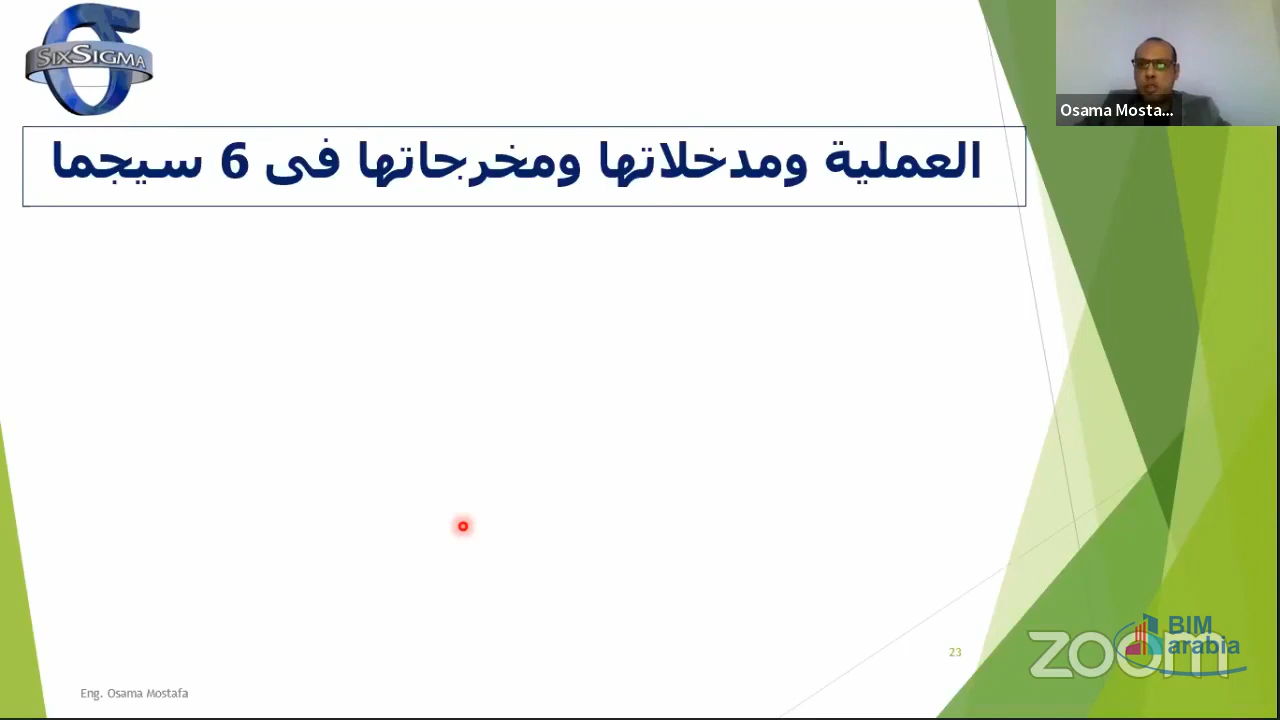 SIXSIGMA
Osama Mosta...
العملية ومدخلاتها ومخرجاتها فى 6 سيجما
23
zoom
BIM
arabia
Eng. Osama Mostafa